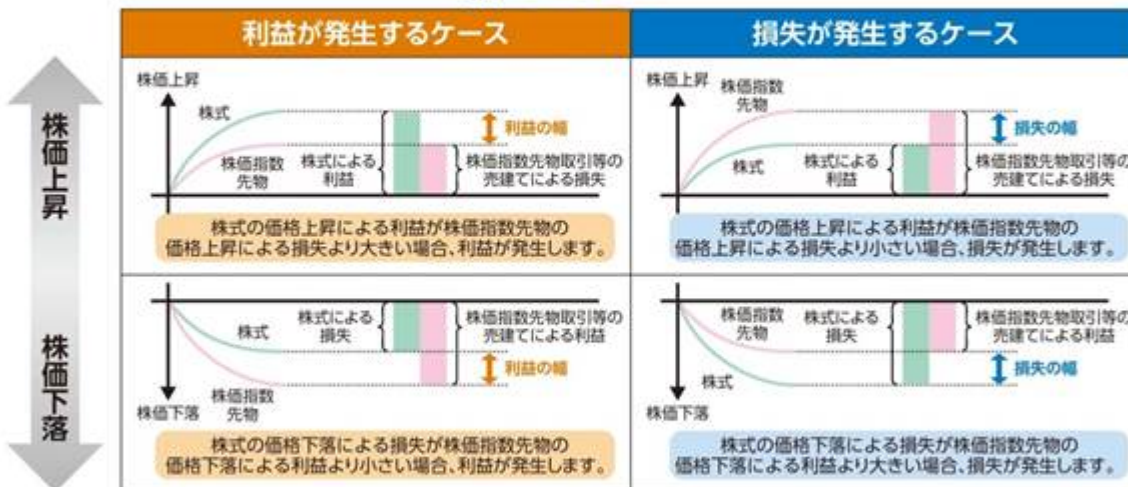 利益が発生するケース
損失が発生するケース
株価上昇
株価上昇
株式
株価指数
先物
株式による
利益
利益の幅
株価指数先物取引等の
売建てによる損失
株式の価格上昇による利益が株価指数先物の
価格上昇による損失より大きい場合、利益が発生します。
株価上昇
株価指数
先物
株式
株式による
利益
損失の幅
株価指数先物取引等の
売建てによる損失
株式の価格上昇による利益が株価指数先物の
価格上昇による損失より小さい場合、損失が発生します。
株価下落
株式
株価指数
先物
株価下落
株式による
損失
株価指数先物取引等の
売建てによる利益
利益の幅
株式の価格下落による損失が株価指数先物の
価格下落による利益より小さい場合、利益が発生します。
株価指数
先物
株式
株価下落
株式による
損失
株価指数先物取引等の
売建てによる利益
損失の幅
株式の価格下落による損失が株価指数先物の
価格下落による利益より大きい場合、損失が発生します。